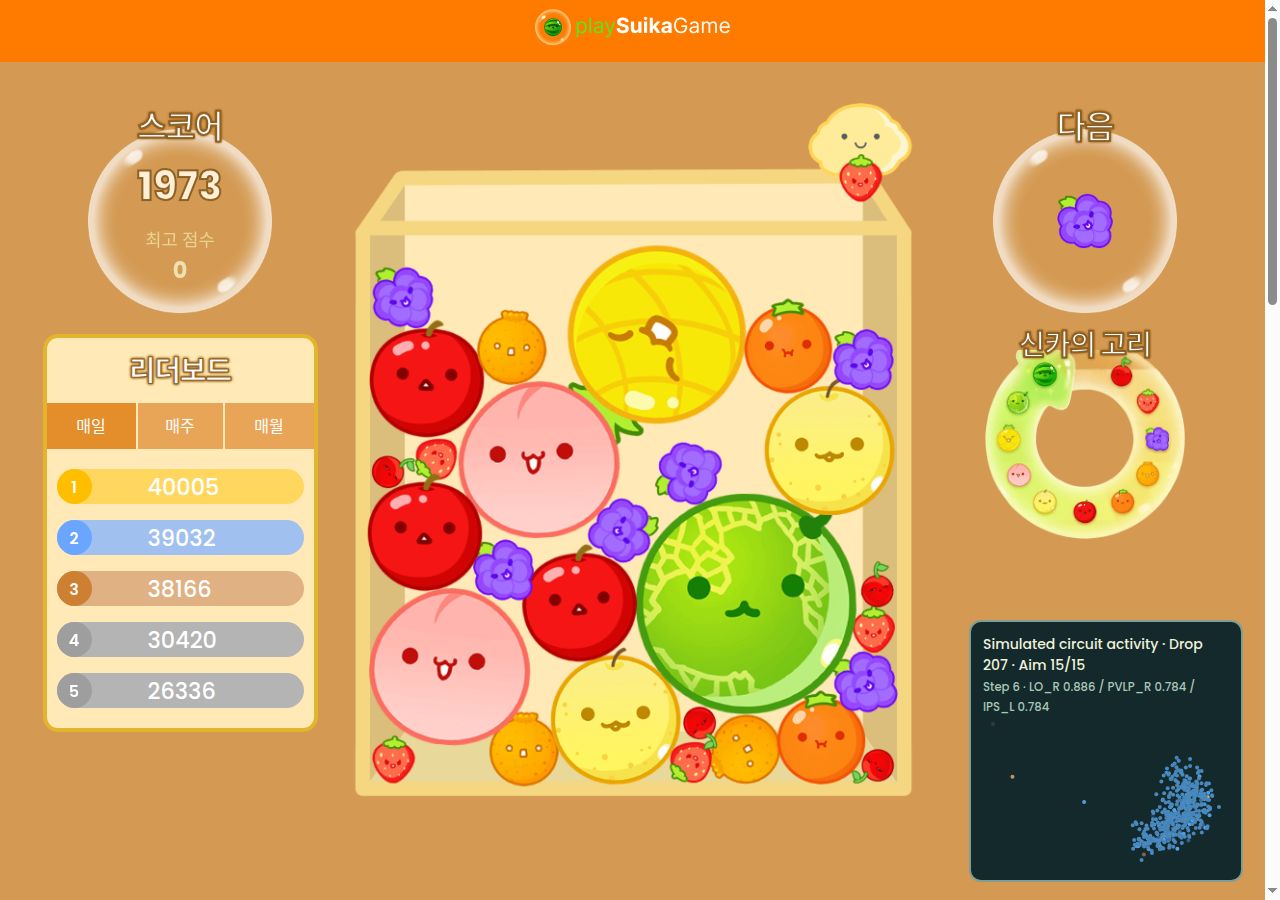 playSuikaGame
스코어
1973
최고 점수
0
다음
신카의 고리
리더보드
매일 매주 매월
1 40005
2 39032
3 38166
4 30420
5 26336
Simulated circuit activity · Drop
207 · Aim 15/15
Step 6 · LO_R 0.886 / PVLP_R 0.784 /
IPS_L 0.784